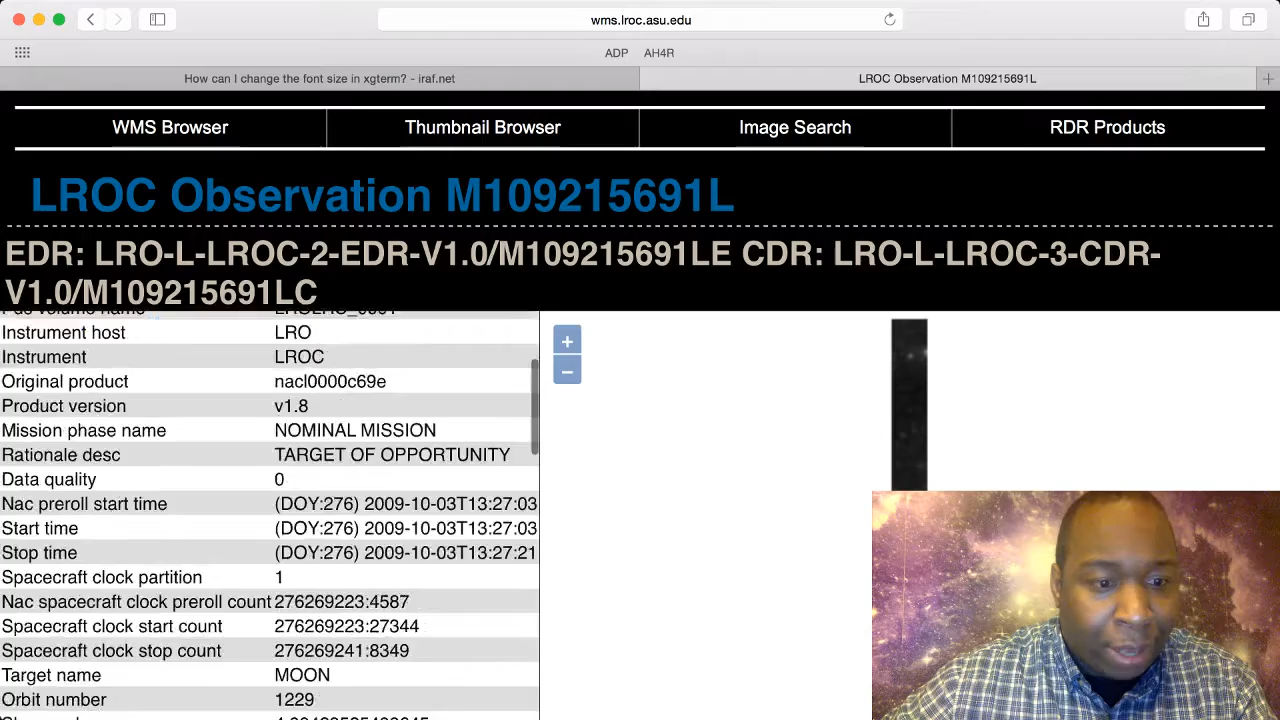 wms.lroc.asu.edu
ADP AH4R
How can I change the font size in xgterm? - iraf.net
LROC Observation M109215691L
WMS Browser
Thumbnail Browser
Image Search
RDR Products
LROC Observation M109215691L
EDR: LRO-L-LROC-2-EDR-V1.0/M109215691LE CDR: LRO-L-LROC-3-CDR-
V1.0/M109215691LC
Instrument host LRO
Instrument LROC
Original product nacl0000c69e
Product version v1.8
Mission phase name NOMINAL MISSION
Rationale desc TARGET OF OPPORTUNITY
Data quality 0
Nac preroll start time (DOY:276) 2009-10-03T13:27:03
Start time (DOY:276) 2009-10-03T13:27:03
Stop time (DOY:276) 2009-10-03T13:27:21
Spacecraft clock partition 1
Nac spacecraft clock preroll count 276269223:4587
Spacecraft clock start count 276269223:27344
Spacecraft clock stop count 276269241:8349
Target name MOON
Orbit number 1229